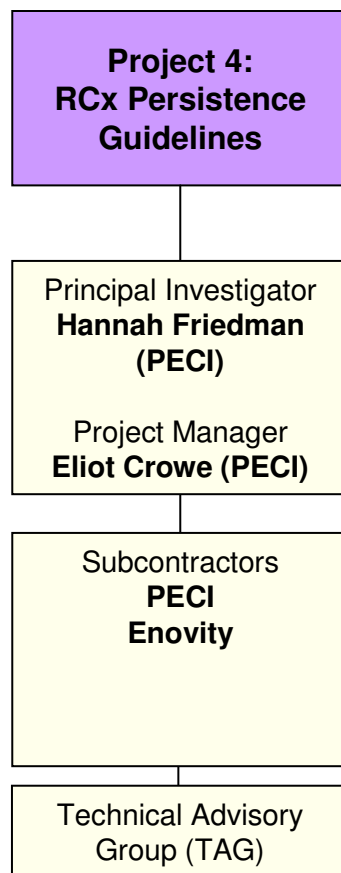 Project 4:
RCx Persistence
Guidelines
Principal Investigator
Hannah Friedman
(PECI)
Project Manager
Eliot Crowe (PECI)
Subcontractors
PECI
Enovity
Technical Advisory
Group (TAG)